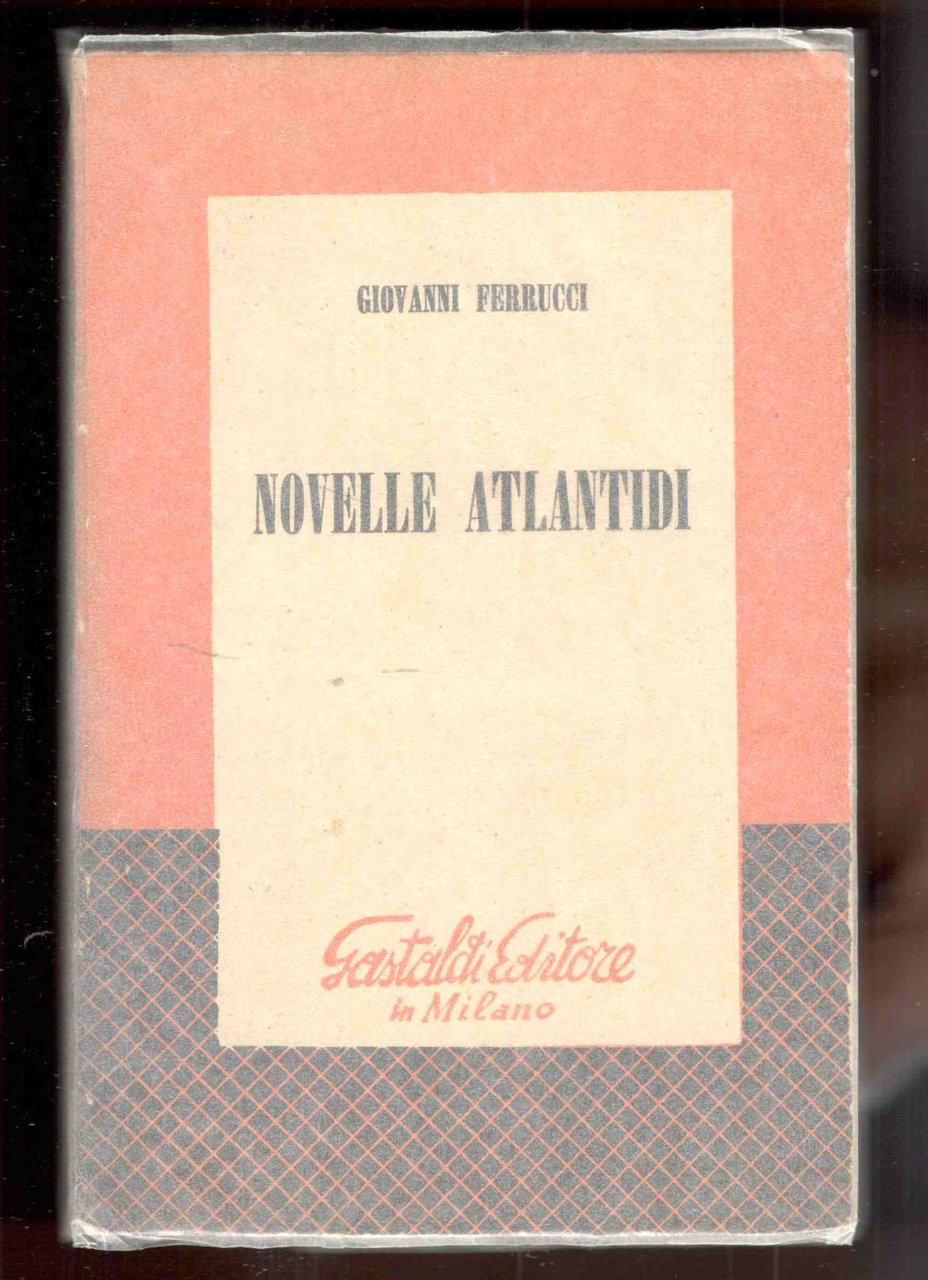 GIOVANNI FERRUCCI
NOVELLE ATLANTIDI
Gastaldi Editore
in Milano